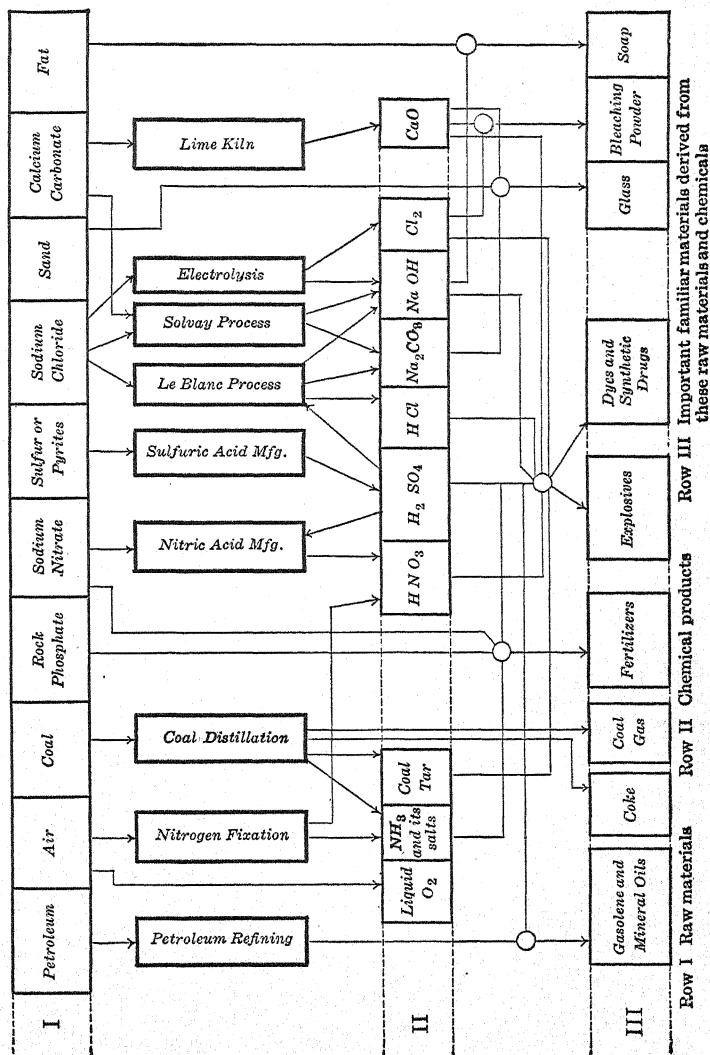 I
Petroleum
Air
Coal
Rock
Phosphate
Sodium
Nitrate
Sulfur or
Pyrites
Sodium
Chloride
Sand
Calcium
Carbonate
Fat
Petroleum Refining
Nitrogen Fixation
Coal Distillation
Nitric Acid Mfg.
Sulfuric Acid Mfg.
Le Blanc Process
Solvay Process
Electrolysis
Lime Kiln
II
Liquid
O2
NH3
and its
salts
Coal
Tar
HNO3
H2 SO4
HCl
Na2CO3
Na OH
Cl2
CaO
III
Gasolene and
Mineral Oils
Coke
Coal
Gas
Fertilizers
Explosives
Dyes and
Synthetic
Drugs
Glass
Bleaching
Powder
Soap
Row I Raw materials
Row II Chemical products
Row III Important familiar materials derived from
these raw materials and chemicals